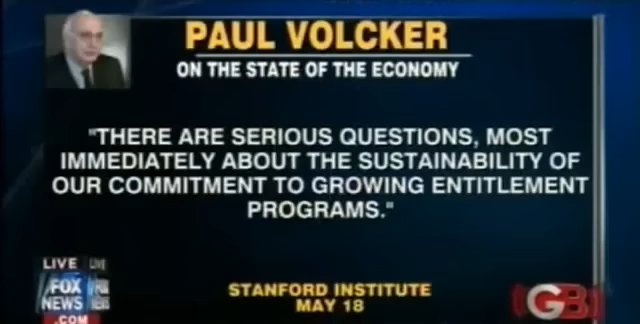 PAUL VOLCKER
ON THE STATE OF THE ECONOMY
"THERE ARE SERIOUS QUESTIONS, MOST
IMMEDIATELY ABOUT THE SUSTAINABILITY OF
OUR COMMITMENT TO GROWING ENTITLEMENT
PROGRAMS."
LIVE LIVE
FOX
NEWS
.COM
STANFORD INSTITUTE
MAY 18
GB